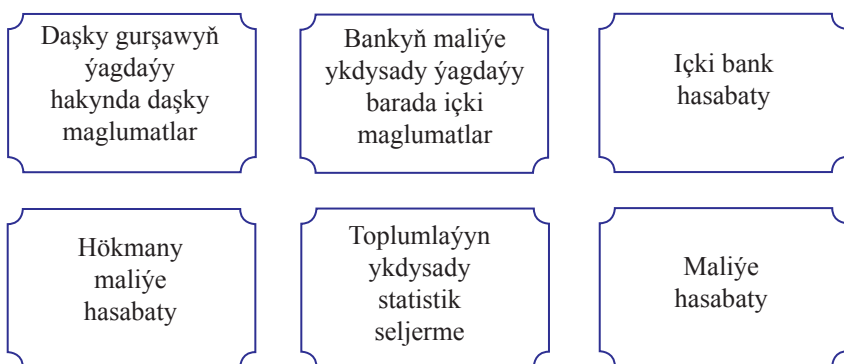 Daşky gurşawyň
ýagdaýy
hakynda daşky
maglumatlar
Bankyň maliýe
ykdysady ýagdaýy
barada içki
maglumatlar
Içki bank
hasabaty
Hökmany
maliýe
hasabaty
Toplumlaýyn
ykdysady
statistik
seljerme
Maliýe
hasabaty